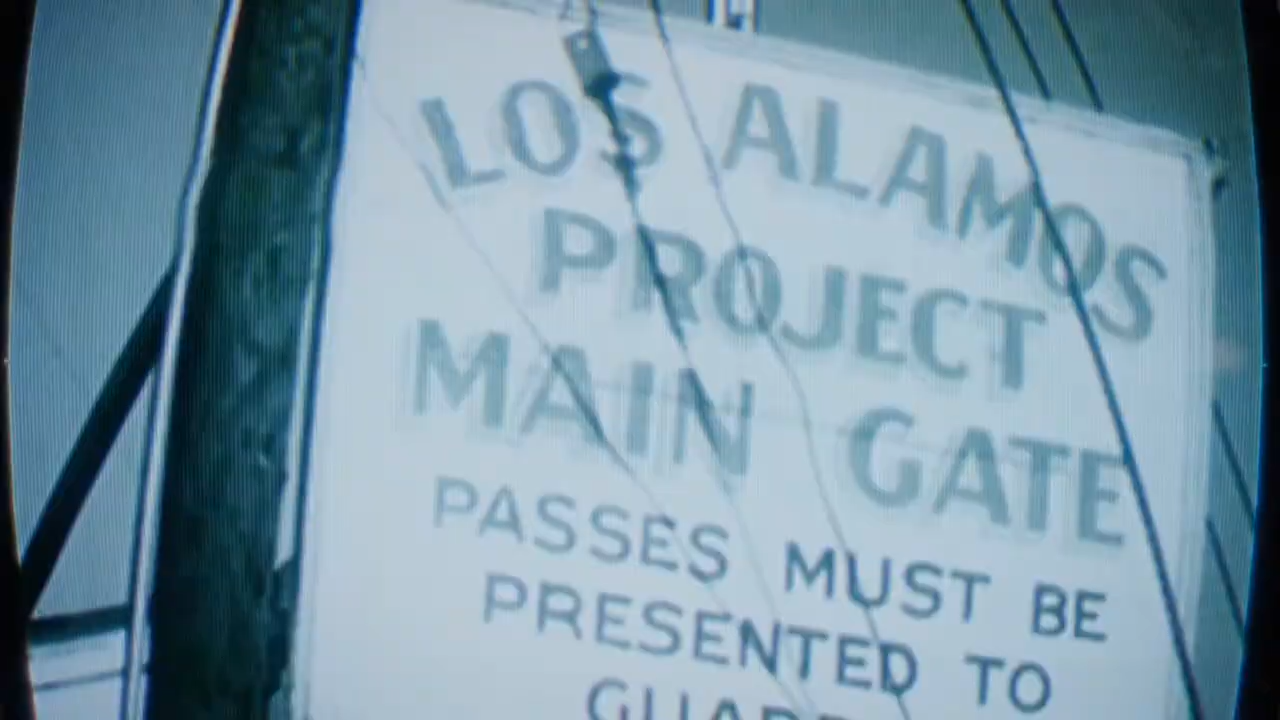 LOS ALAMOS
PROJECT
MAIN GATE
PASSES MUST BE
PRESENTED TO